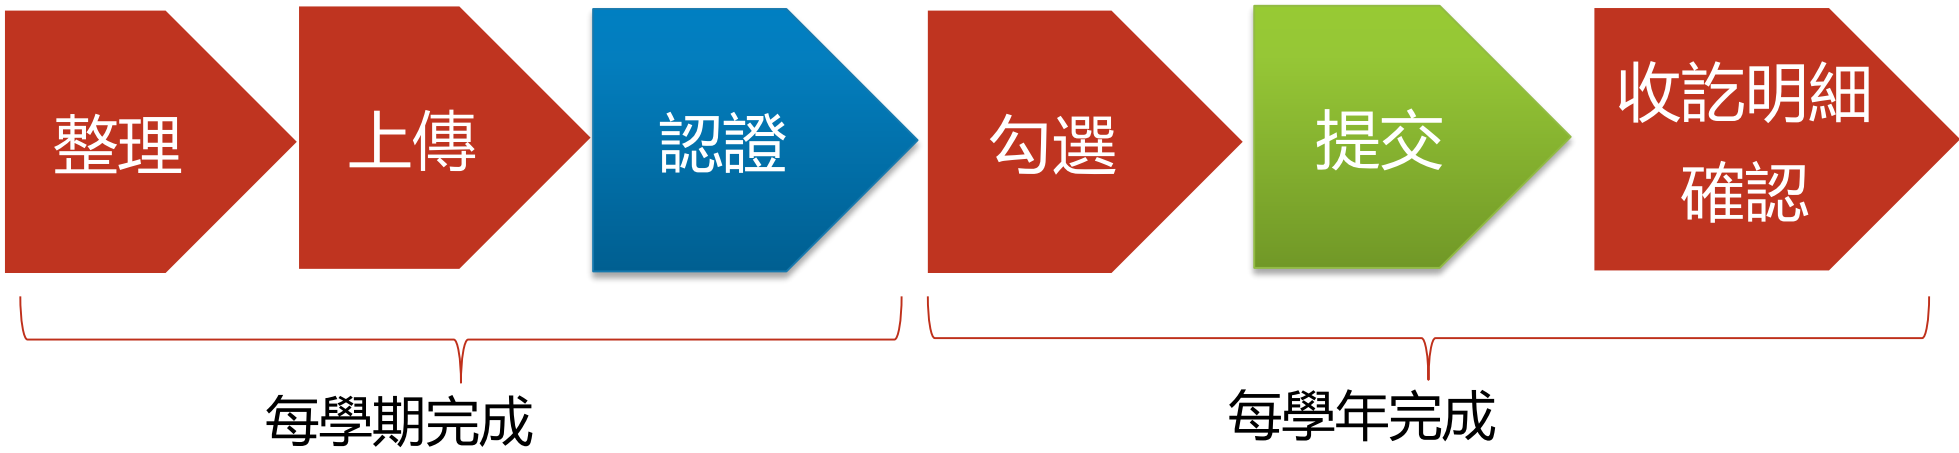 整理
上傳
認證
勾選
提交
收訖明細
確認
每學期完成
每學年完成